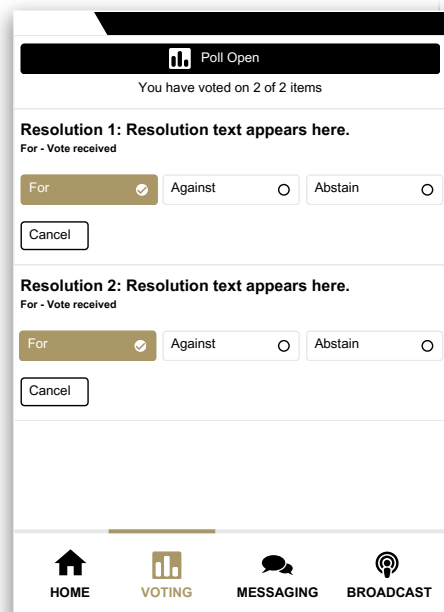 Poll Open
You have voted on 2 of 2 items
Resolution 1: Resolution text appears here.
For - Vote received
For Against Abstain
Cancel
Resolution 2: Resolution text appears here.
For - Vote received
For Against Abstain
Cancel
HOME VOTING MESSAGING BROADCAST